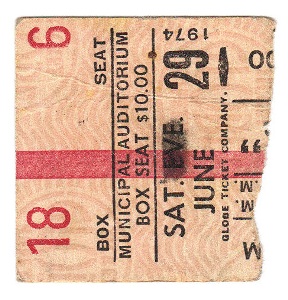 18 6
BOX SEAT
MUNICIPAL AUDITORIUM
BOX SEAT $10.00
SAT. EVE.
JUNE 29
1974
GLOBE TICKET COMPANY.